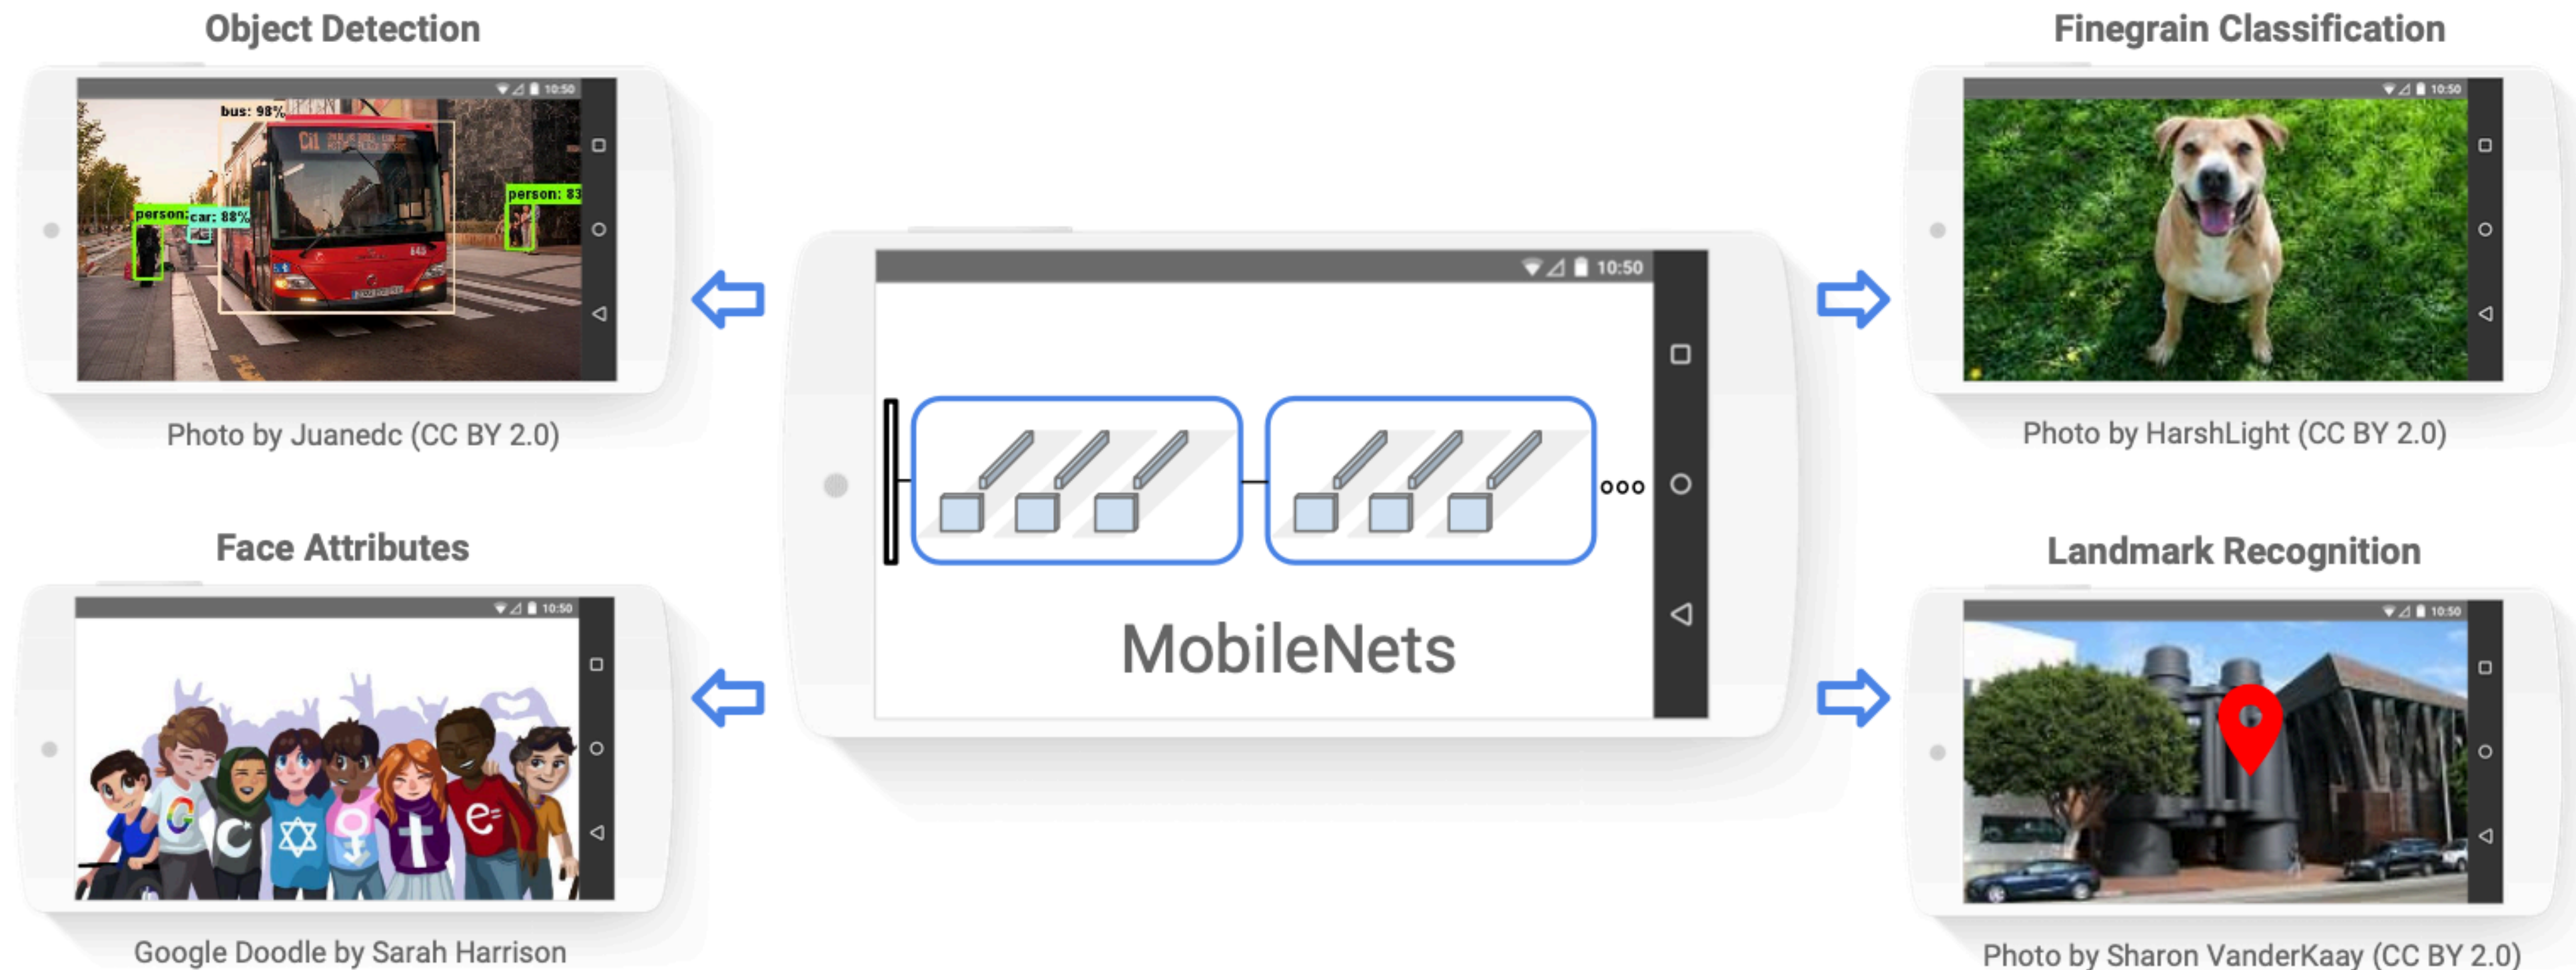 Object Detection
10:50
bus: 98%
Ci1
person:
car: 88%
person: 83
645
Photo by Juanedc (CC BY 2.0)
Face Attributes
10:50
G
e=
Google Doodle by Sarah Harrison
10:50
MobileNets
Finegrain Classification
10:50
Photo by HarshLight (CC BY 2.0)
Landmark Recognition
10:50
Photo by Sharon VanderKaay (CC BY 2.0)